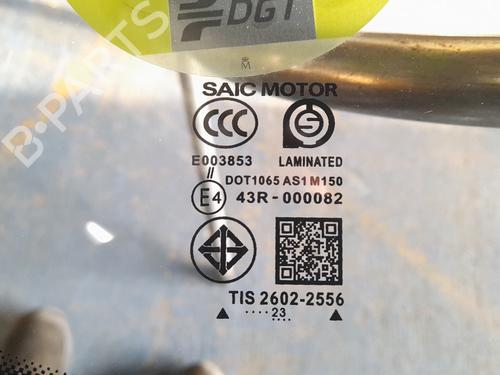 DGT
M
SAIC MOTOR
CCC
S
E003853
LAMINATED
//
DOT1065 AS1 M150
E4
43R-000082
TIS 2602-2556
....23..
B-PARTS